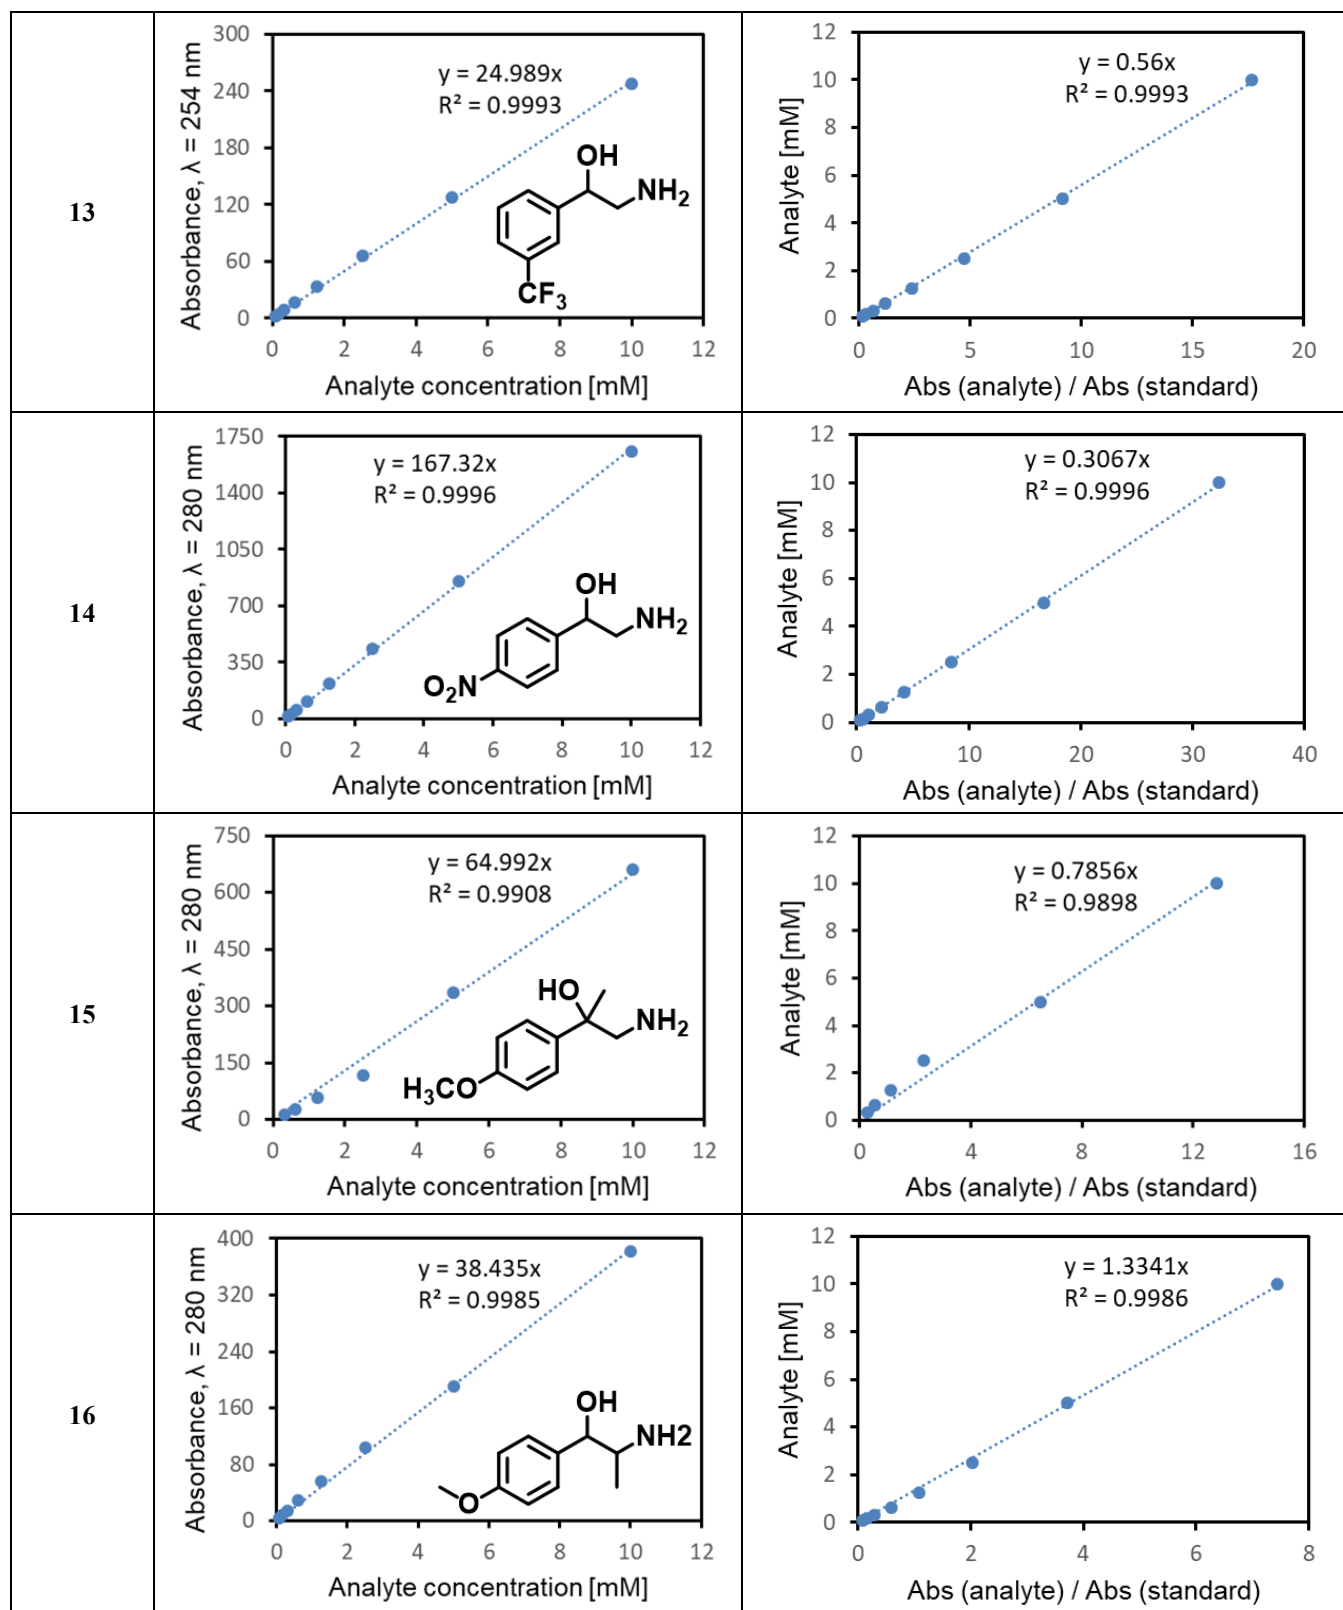 13
Absorbance, λ = 254 nm
300
240
180
120
60
0
y = 24.989x
R² = 0.9993
OH
NH2
CF3
0 2 4 6 8 10 12
Analyte concentration [mM]
Analyte [mM]
12
10
8
6
4
2
0
y = 0.56x
R² = 0.9993
0 5 10 15 20
Abs (analyte) / Abs (standard)
14
Absorbance, λ = 280 nm
1750
1400
1050
700
350
0
y = 167.32x
R² = 0.9996
OH
NH2
O2N
0 2 4 6 8 10 12
Analyte concentration [mM]
Analyte [mM]
12
10
8
6
4
2
0
y = 0.3067x
R² = 0.9996
0 10 20 30 40
Abs (analyte) / Abs (standard)
15
Absorbance, λ = 280 nm
750
600
450
300
150
0
y = 64.992x
R² = 0.9908
HO
NH2
H3CO
0 2 4 6 8 10 12
Analyte concentration [mM]
Analyte [mM]
12
10
8
6
4
2
0
y = 0.7856x
R² = 0.9898
0 4 8 12 16
Abs (analyte) / Abs (standard)
16
Absorbance, λ = 280 nm
400
320
240
160
80
0
y = 38.435x
R² = 0.9985
OH
NH2
O
0 2 4 6 8 10 12
Analyte concentration [mM]
Analyte [mM]
12
10
8
6
4
2
0
y = 1.3341x
R² = 0.9986
0 2 4 6 8
Abs (analyte) / Abs (standard)